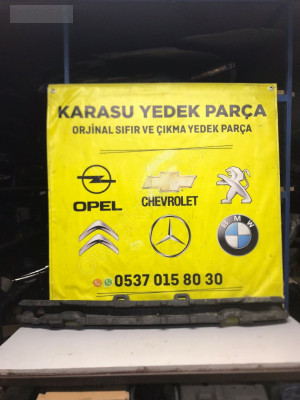 KARASU YEDEK PARÇA
ORJİNAL SIFIR VE ÇIKMA YEDEK PARÇA
OPEL
CHEVROLET
BMW
0537 015 80 30